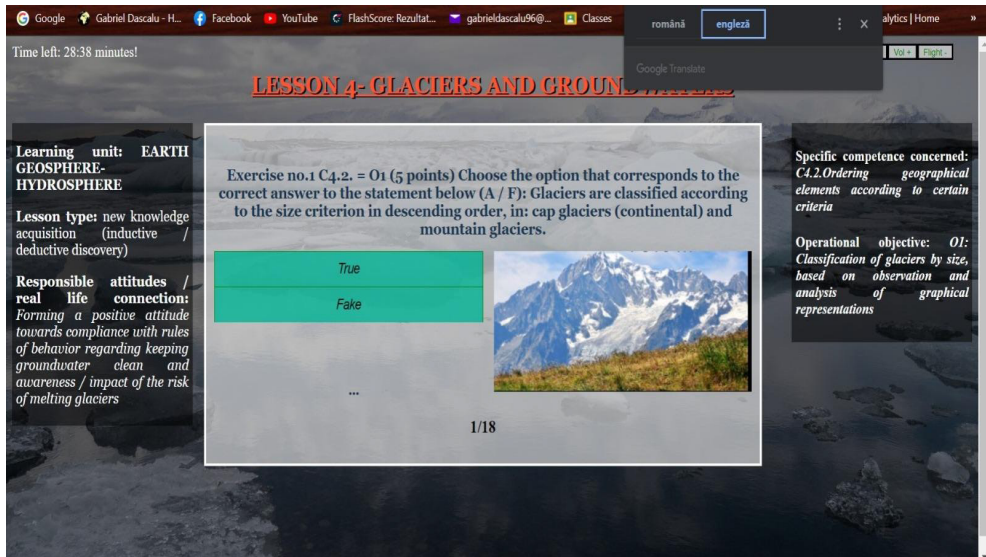 Google Gabriel Dascalu - H... Facebook YouTube FlashScore: Rezultat... gabrieldascalu96@... Classes alytics | Home »
română engleză
Google Translate
Time left: 28:38 minutes!
Vol + Flight -
LESSON 4- GLACIERS AND
Learning unit: EARTH
GEOSPHERE-
HYDROSPHERE
Lesson type: new knowledge
acquisition (inductive /
deductive discovery)
Responsible attitudes /
real life connection:
Forming a positive attitude
towards compliance with rules
of behavior regarding keeping
groundwater clean and
awareness / impact of the risk
of melting glaciers
Exercise no.1 C4.2. = O1 (5 points) Choose the option that corresponds to the
correct answer to the statement below (A / F): Glaciers are classified according
to the size criterion in descending order, in: cap glaciers (continental) and
mountain glaciers.
True
Fake
...
1/18
Specific competence concerned:
C4.2.Ordering geographical
elements according to certain
criteria
Operational objective: O1:
Classification of glaciers by size,
based on observation and
analysis of graphical
representations